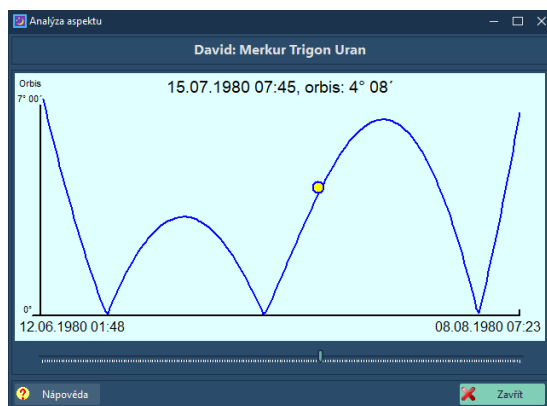 Analýza aspektu
David: Merkur Trigon Uran
Orbis
7° 00´
15.07.1980 07:45, orbis: 4° 08´
0°
12.06.1980 01:48
08.08.1980 07:23
Nápověda
Zavřít